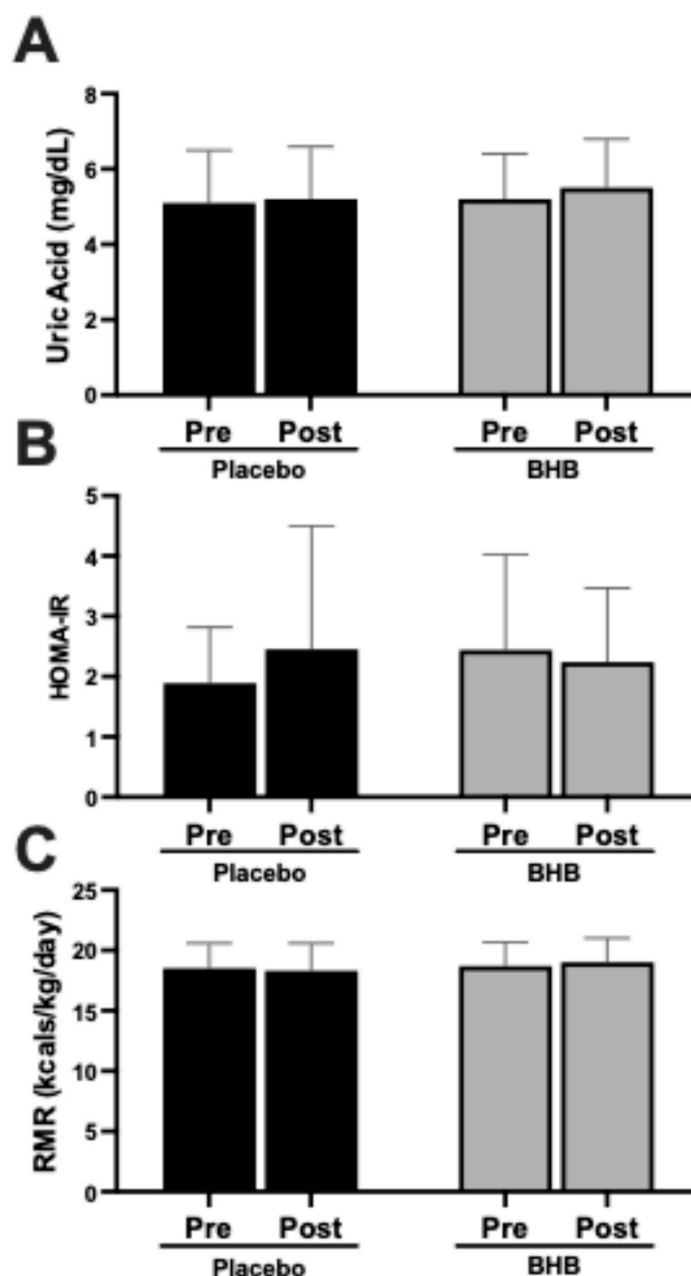 A
Uric Acid (mg/dL)
8
6
4
2
0
Pre Post Pre Post
Placebo BHB
B
HOMA-IR
5
4
3
2
1
0
Pre Post Pre Post
Placebo BHB
C
RMR (kcals/kg/day)
25
20
15
10
5
0
Pre Post Pre Post
Placebo BHB